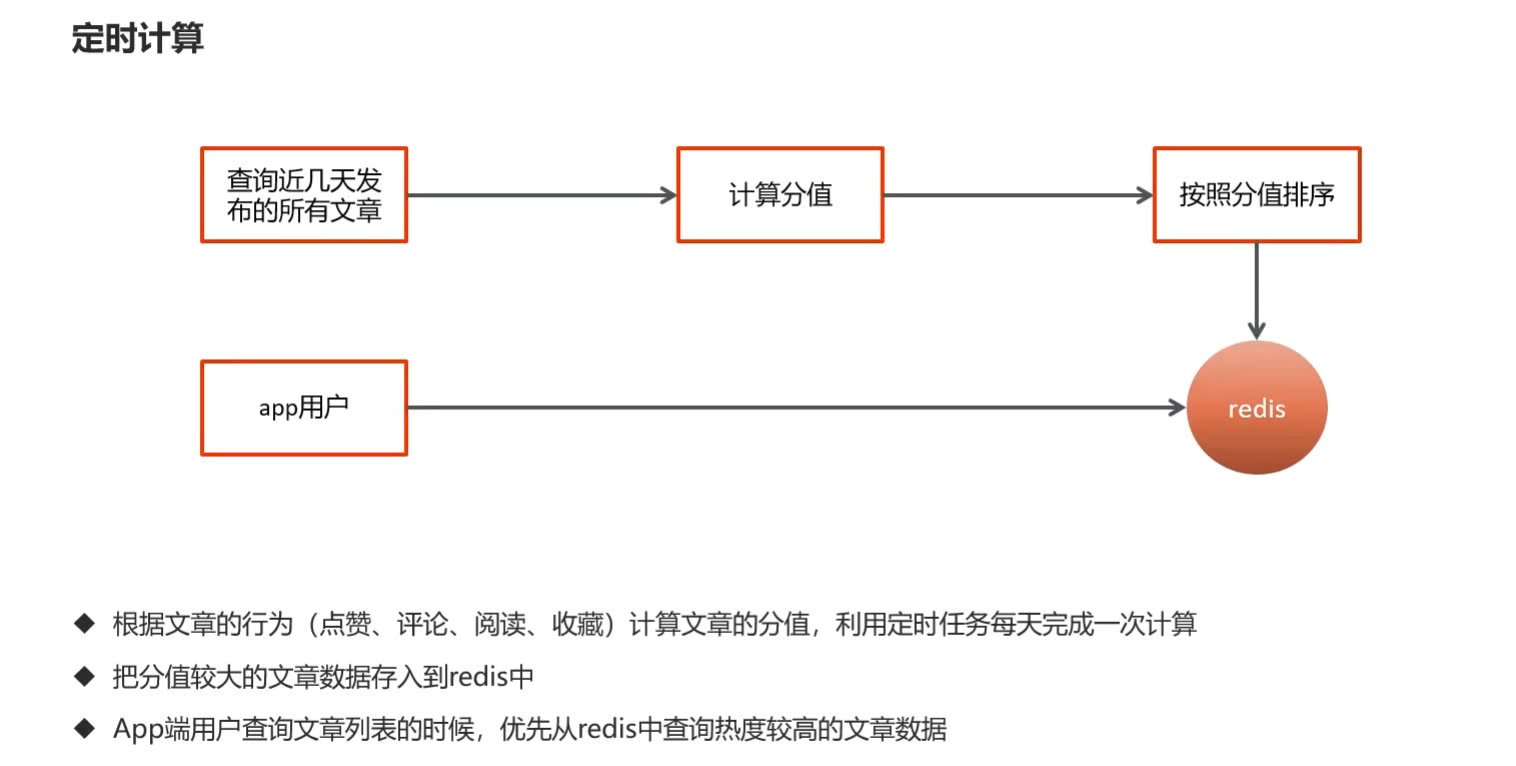 定时计算
查询近几天发
布的所有文章
计算分值
按照分值排序
app用户
redis
根据文章的行为（点赞、评论、阅读、收藏）计算文章的分值，利用定时任务每天完成一次计算
把分值较大的文章数据存入到redis中
App端用户查询文章列表的时候，优先从redis中查询热度较高的文章数据